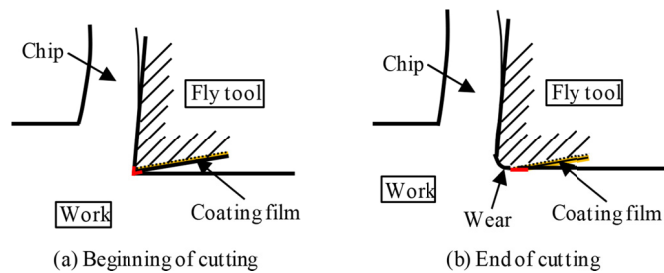 Chip
Fly tool
Work
Coating film
(a) Beginning of cutting
Chip
Fly tool
Work
Wear
Coating film
(b) End of cutting